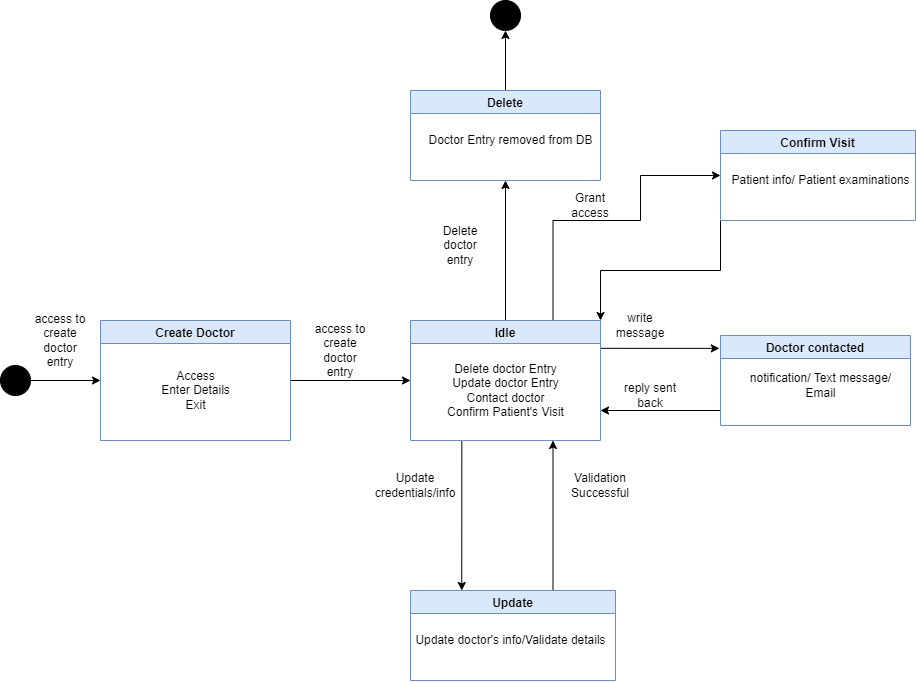 Delete
Doctor Entry removed from DB
Confirm Visit
Patient info/ Patient examinations
Grant
access
Delete
doctor
entry
access to
create
doctor
entry
Create Doctor
Access
Enter Details
Exit
access to
create
doctor
entry
Idle
Delete doctor Entry
Update doctor Entry
Contact doctor
Confirm Patient's Visit
write
message
Doctor contacted
notification/ Text message/
Email
reply sent
back
Update
credentials/info
Validation
Successful
Update
Update doctor's info/Validate details